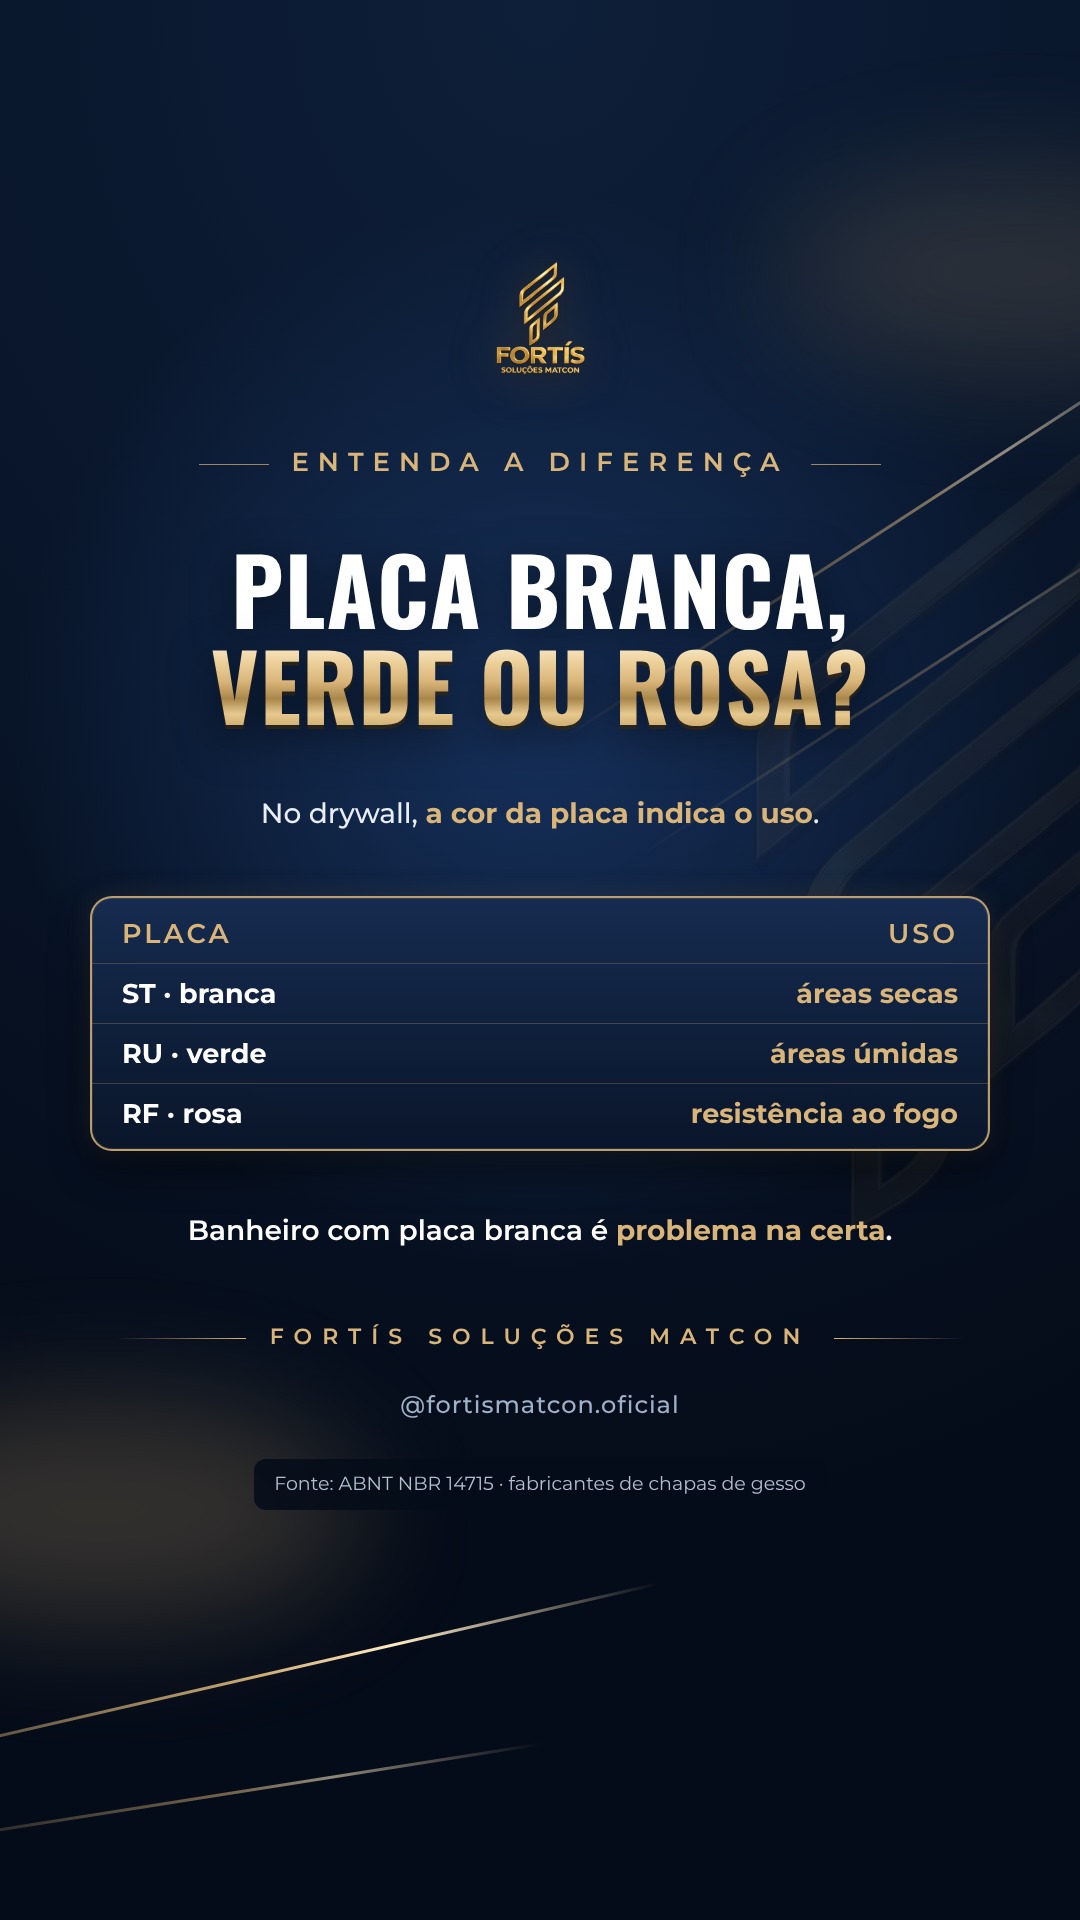 FORTÍS
SOLUÇÕES MATCON
ENTENDA A DIFERENÇA
PLACA BRANCA,
VERDE OU ROSA?
No drywall, a cor da placa indica o uso.
PLACA USO
ST · branca áreas secas
RU · verde áreas úmidas
RF · rosa resistência ao fogo
Banheiro com placa branca é problema na certa.
FORTÍS SOLUÇÕES MATCON
@fortismatcon.oficial
Fonte: ABNT NBR 14715 · fabricantes de chapas de gesso